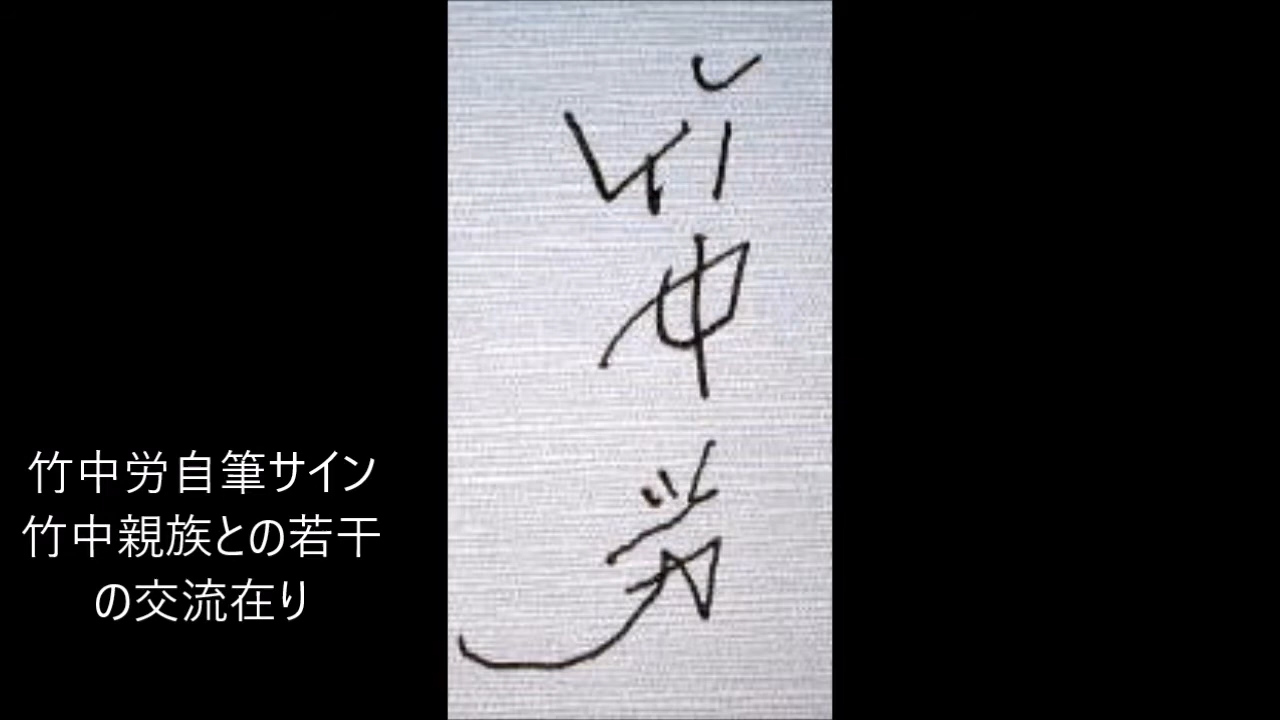 竹中労
竹中労自筆サイン
竹中親族との若干
の交流在り